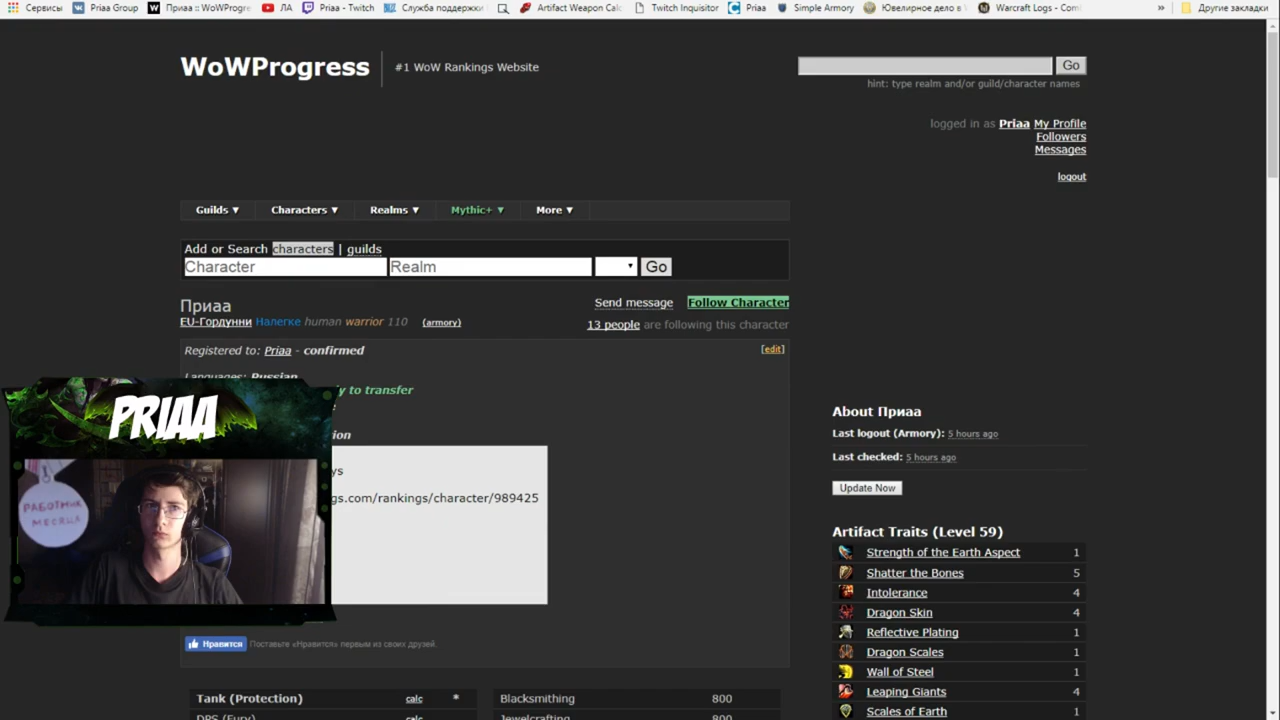 Сервисы Priaa Group Приаа :: WoWProgre ЛА Priaa - Twitch Служба поддержки Artifact Weapon Calc Twitch Inquisitor Priaa Simple Armory Ювелирное дело в Warcraft Logs - Com » Другие закладки
WoWProgress #1 WoW Rankings Website
Go
hint: type realm and/or guild/character names
logged in as Priaa My Profile
Followers
Messages
logout
Guilds ▼ Characters ▼ Realms ▼ Mythic+ ▼ More ▼
Add or Search characters | guilds
Character Realm Go
Приаа
Send message Follow Character
EU-Гордунни Налегке human warrior 110 (armory)
13 people are following this character
Registered to: Priaa - confirmed [edit]
Languages: Russian
y to transfer
ion
ys
gs.com/rankings/character/989425
PRIAA
РАБОТНИК
МЕСЯЦА
Нравится Поставьте «Нравится» первым из своих друзей.
Tank (Protection) calc *
DPS (Fury)
Blacksmithing 800
Jewelcrafting 800
About Приаа
Last logout (Armory): 5 hours ago
Last checked: 5 hours ago
Update Now
Artifact Traits (Level 59)
Strength of the Earth Aspect 1
Shatter the Bones 5
Intolerance 4
Dragon Skin 4
Reflective Plating 1
Dragon Scales 1
Wall of Steel 1
Leaping Giants 4
Scales of Earth 1